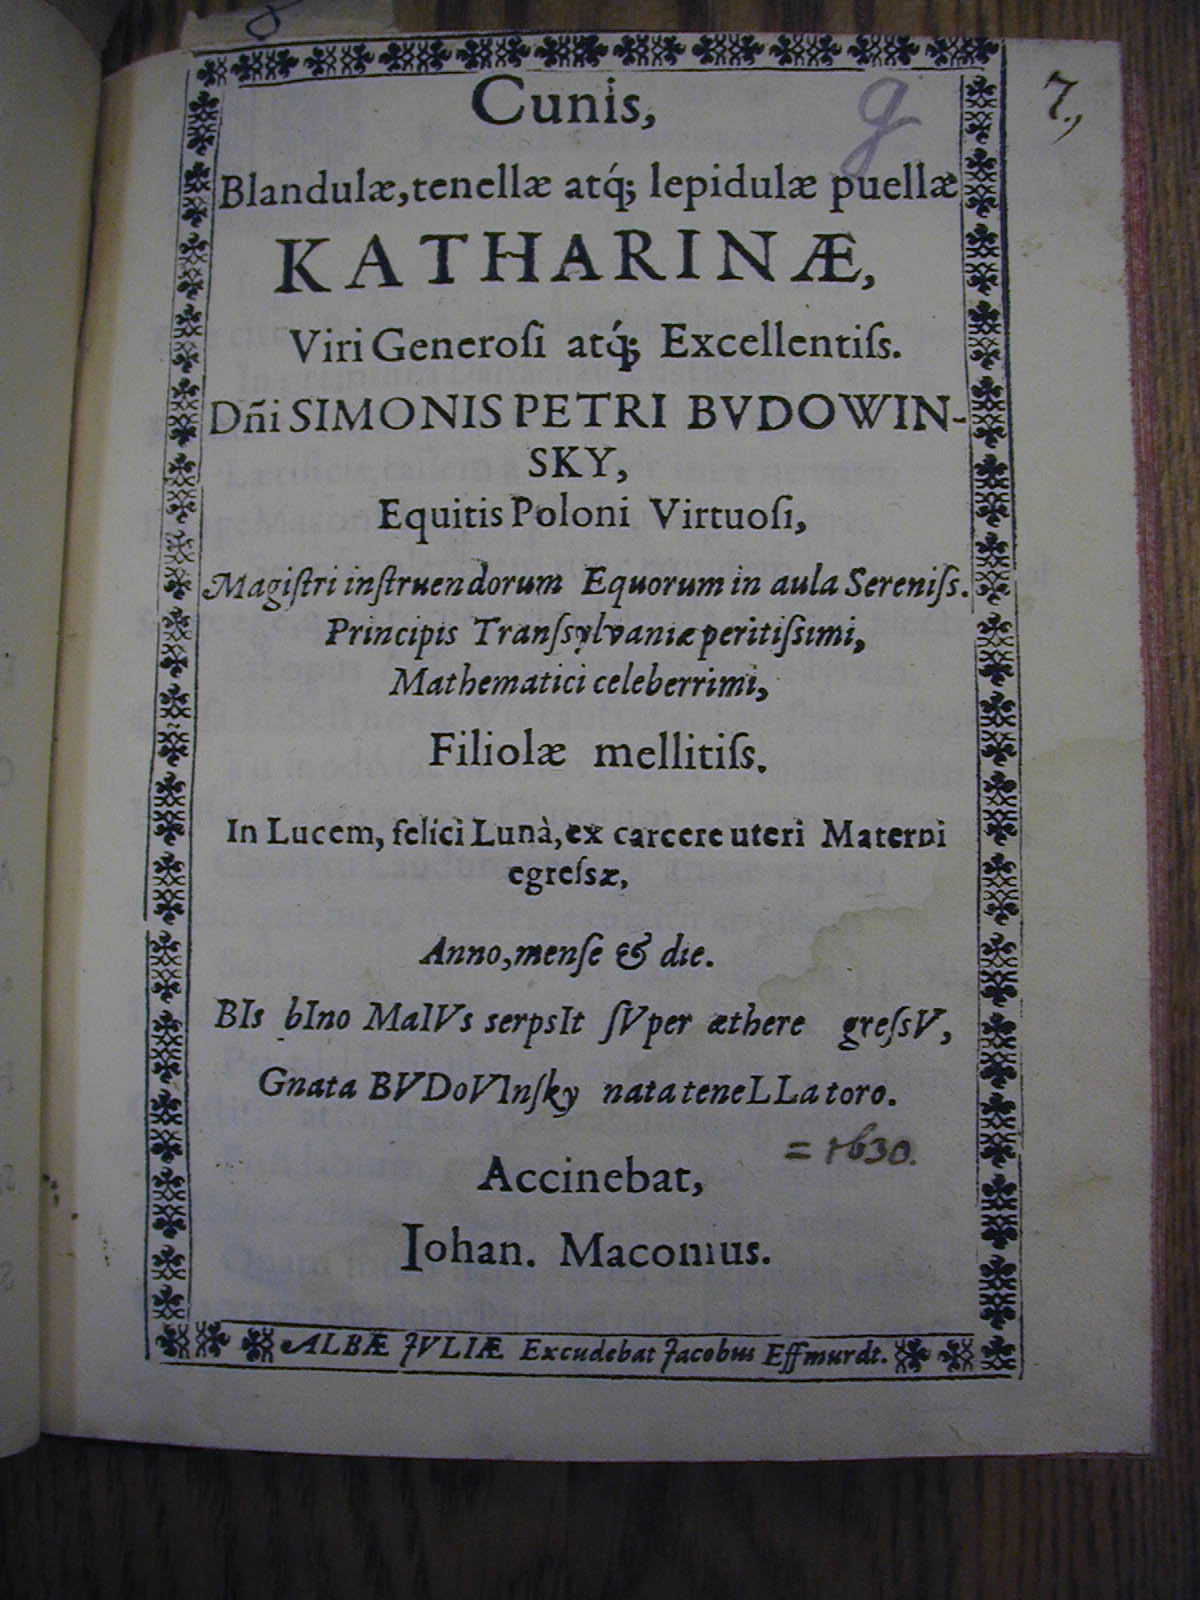 7.,
g
Cunis,
Blandulæ, tenellæ atq́; lepidulæ puellæ
KATHARINÆ,
Viri Generoſi atq́; Excellentiſs.
Dñi SIMONIS PETRI BVDOWIN-
SKY,
Equitis Poloni Virtuoſi,
Magiſtri inſtruendorum Equorum in aula Sereniſs.
Principis Tranſsylvaniæ peritiſsimi,
Mathematici celeberrimi,
Filiolæ mellitiſs.
In Lucem, felici Lunà, ex carcere uteri Materni
egreſsæ,
Anno, menſe & die.
BIs bIno MaIVs serpsIt ſVper æthere greſsV,
Gnata BVDoVInſky nata teneLLa toro.
= 1630.
Accinebat,
Iohan. Maconius.
ALBÆ JVLIÆ Excudebat Jacobus Effmurdt.